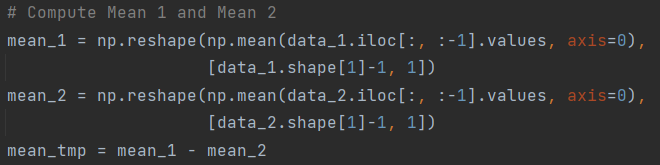 # Compute Mean 1 and Mean 2
mean_1 = np.reshape(np.mean(data_1.iloc[:, :-1].values, axis=0),
[data_1.shape[1]-1, 1])
mean_2 = np.reshape(np.mean(data_2.iloc[:, :-1].values, axis=0),
[data_2.shape[1]-1, 1])
mean_tmp = mean_1 - mean_2